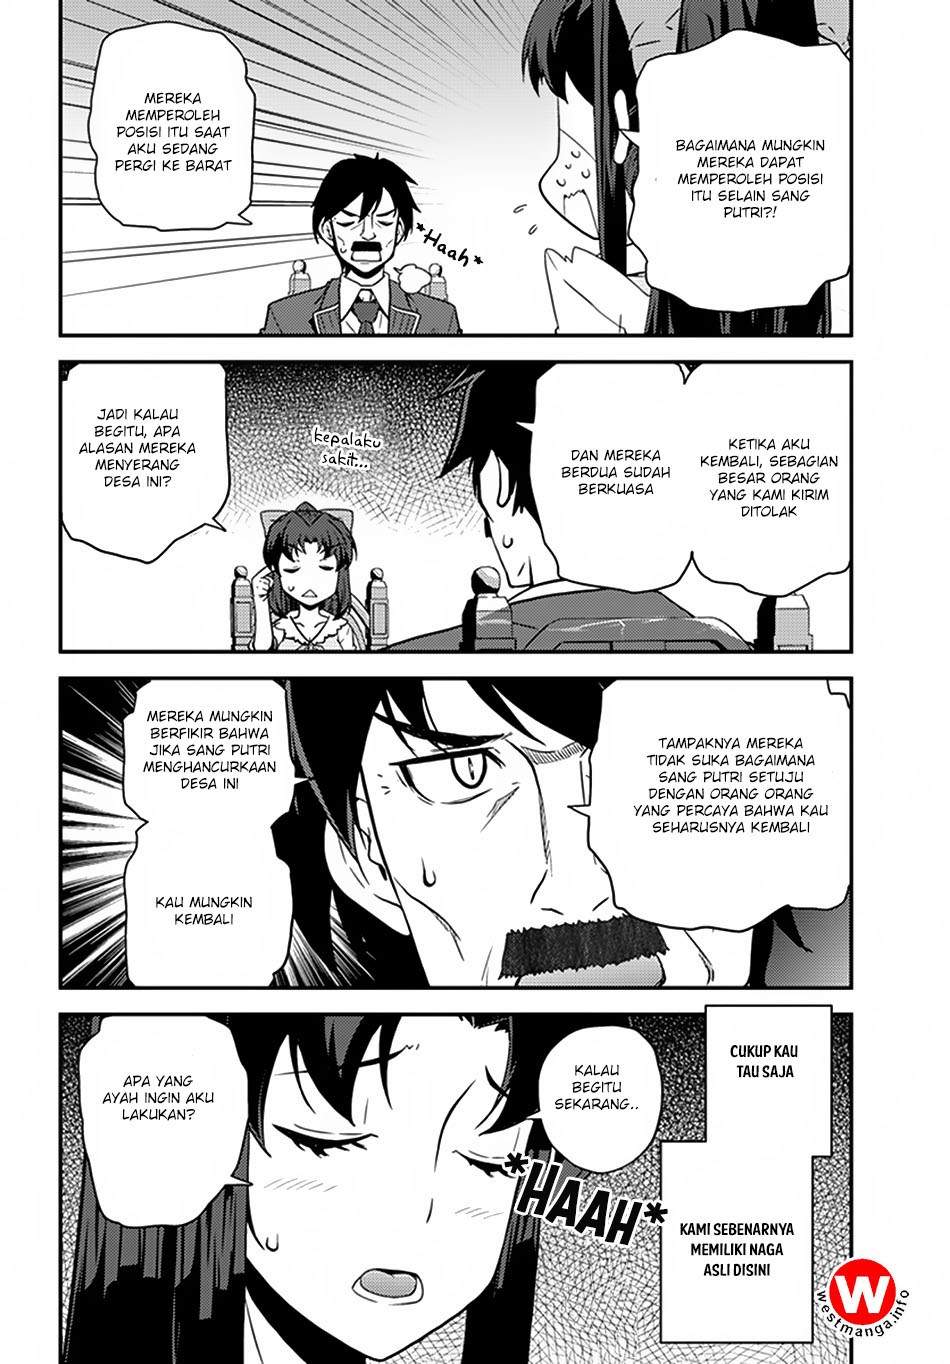 BAGAIMANA MUNGKIN
MEREKA DAPAT
MEMPEROLEH POSISI
ITU SELAIN SANG
PUTRI?!
MEREKA
MEMPEROLEH
POSISI ITU SAAT
AKU SEDANG
PERGI KE BARAT
*Haah*
KETIKA AKU
KEMBALI, SEBAGIAN
BESAR ORANG
YANG KAMI KIRIM
DITOLAK
DAN MEREKA
BERDUA SUDAH
BERKUASA
kepalaku
sakit...
JADI KALAU
BEGITU, APA
ALASAN MEREKA
MENYERANG
DESA INI?
TAMPAKNYA MEREKA
TIDAK SUKA BAGAIMANA
SANG PUTRI SETUJU
DENGAN ORANG ORANG
YANG PERCAYA BAHWA KAU
SEHARUSNYA KEMBALI
MEREKA MUNGKIN
BERFIKIR BAHWA
JIKA SANG PUTRI
MENGHANCURKAAN
DESA INI
KAU MUNGKIN
KEMBALI
CUKUP KAU
TAU SAJA
KAMI SEBENARNYA
MEMILIKI NAGA
ASLI DISINI
KALAU
BEGITU
SEKARANG..
*HAAH*
APA YANG
AYAH INGIN AKU
LAKUKAN?
W
westmanga.info